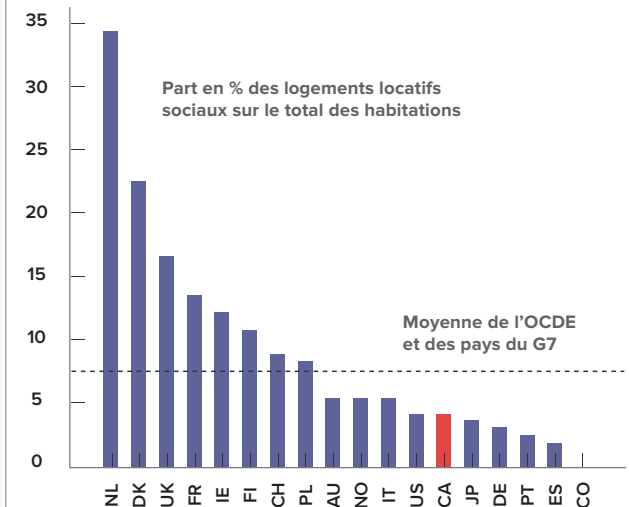 35
30
25
20
15
10
5
0
Part en % des logements locatifs
sociaux sur le total des habitations
Moyenne de l’OCDE
et des pays du G7
NL
DK
UK
FR
IE
FI
CH
PL
AU
NO
IT
US
CA
JP
DE
PT
ES
CO